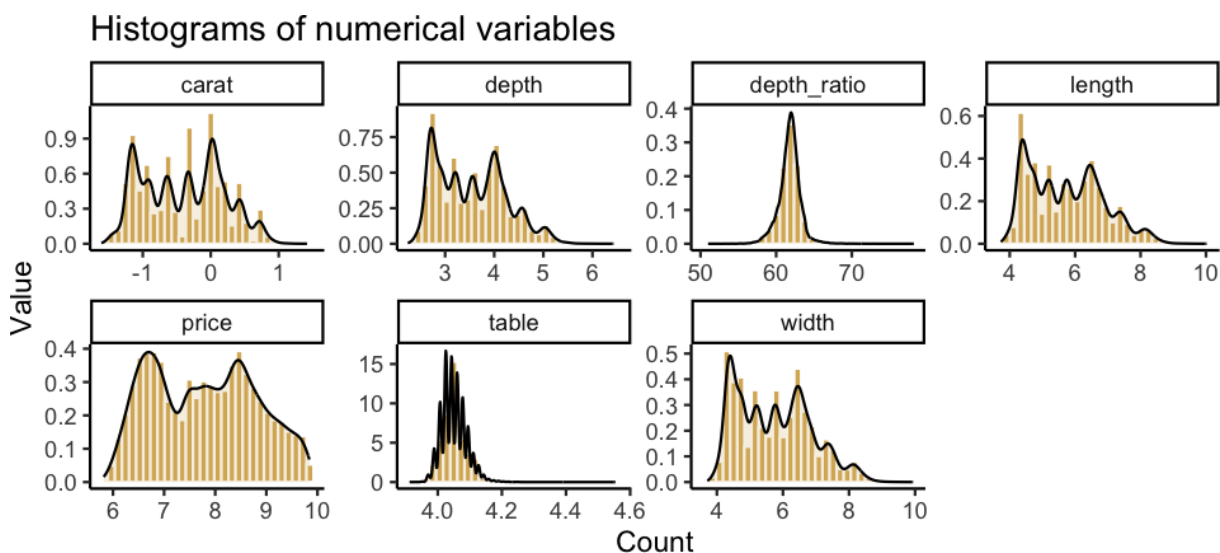 Histograms of numerical variables
carat depth depth_ratio length
0.9 0.75 0.4 0.6
0.6 0.50 0.3 0.4
0.3 0.25 0.2 0.2
0.0 0.00 0.1 0.0
0.0
-1 0 1 3 4 5 6 50 60 70 4 6 8 10
Value
price table width
0.4 15 0.5
0.3 10 0.4
0.2 5 0.3
0.1 0 0.2
0.0 0.1
0.0
6 7 8 9 10 4.0 4.2 4.4 4.6 4 6 8 10
Count